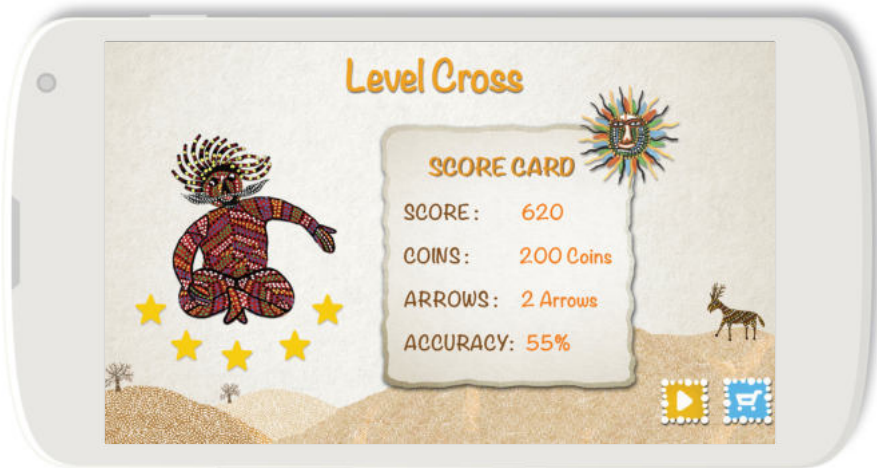 Level Cross
SCORE CARD
SCORE: 620
COINS: 200 Coins
ARROWS: 2 Arrows
ACCURACY: 55%